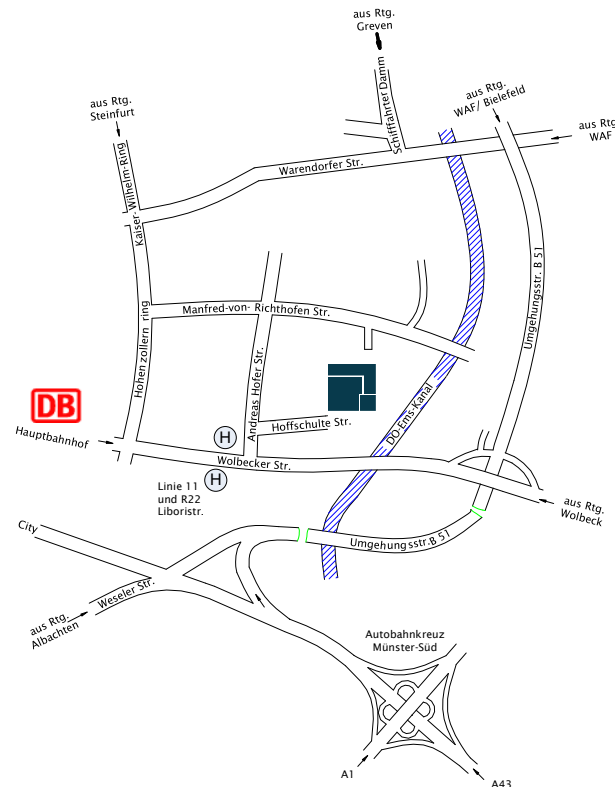 aus Rtg.
Greven
aus Rtg.
WAF/ Bielefeld
aus Rtg.
Steinfurt
aus Rtg
WAF
Schifffahrter Damm
Warendorfer Str.
Kaiser- Wilhelm-Ring
Umgehungsstr. B 51
Manfred-von- Richthofen Str.
Hohenzollern ring
Andreas Hofer Str.
DB
Hauptbahnhof
H
Hoffschulte Str.
DO-Ems-Kanal
Wolbecker Str.
H
Linie 11
und R22
Liboristr.
aus Rtg.
Wolbeck
City
Umgehungsstr.B 51
Weseler Str.
aus Rtg.
Albachten
Autobahnkreuz
Münster-Süd
A1
A43